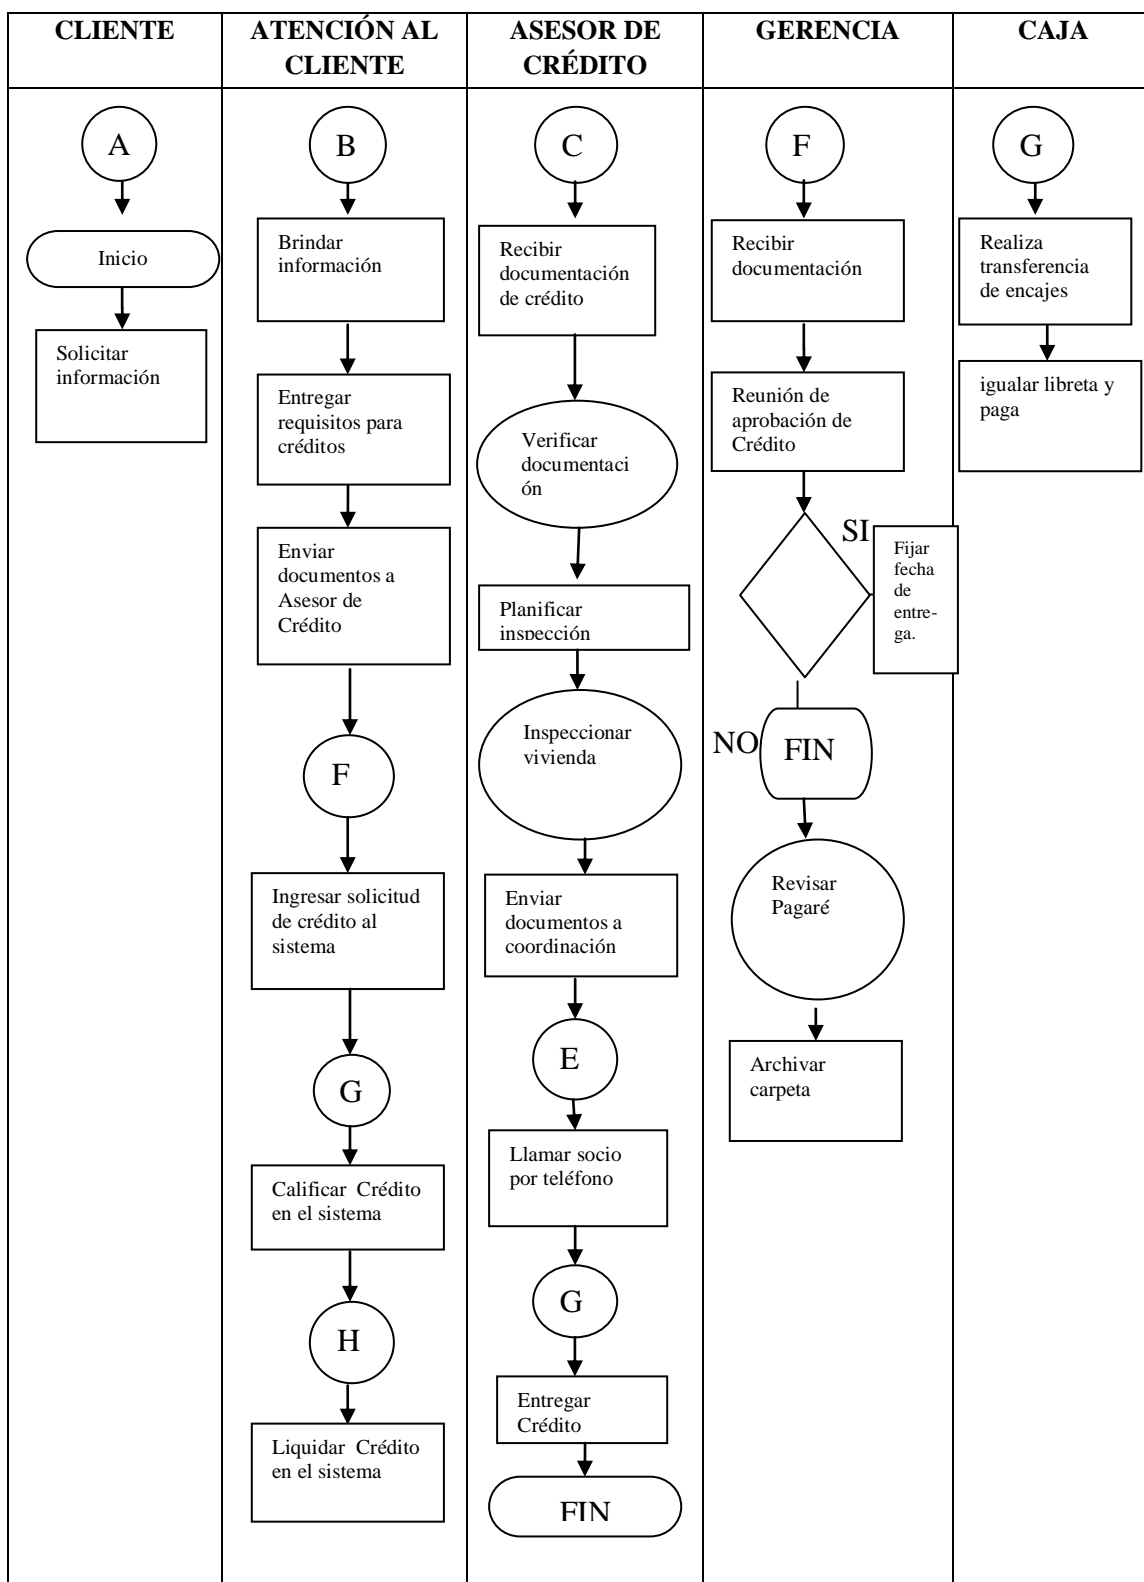 CLIENTE
ATENCIÓN AL
CLIENTE
ASESOR DE
CRÉDITO
GERENCIA
CAJA
A
Inicio
Solicitar
información
B
Brindar
información
Entregar
requisitos para
créditos
Enviar
documentos a
Asesor de
Crédito
F
Ingresar solicitud
de crédito al
sistema
G
Calificar Crédito
en el sistema
H
Liquidar Crédito
en el sistema
C
Recibir
documentación
de crédito
Verificar
documentaci
ón
Planificar
inspección
Inspeccionar
vivienda
Enviar
documentos a
coordinación
E
Llamar socio
por teléfono
G
Entregar
Crédito
FIN
F
Recibir
documentación
Reunión de
aprobación de
Crédito
SI
Fijar
fecha
de
entre-
ga.
NO
FIN
Revisar
Pagaré
Archivar
carpeta
G
Realiza
transferencia
de encajes
igualar libreta y
paga